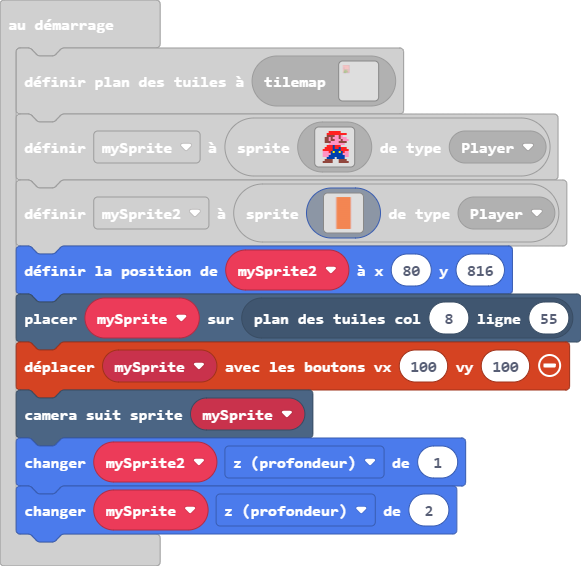 au démarrage
définir plan des tuiles à tilemap
définir mySprite à sprite de type Player
définir mySprite2 à sprite de type Player
définir la position de mySprite2 à x 80 y 816
placer mySprite sur plan des tuiles col 8 ligne 55
déplacer mySprite avec les boutons vx 100 vy 100
camera suit sprite mySprite
changer mySprite2 z (profondeur) de 1
changer mySprite z (profondeur) de 2